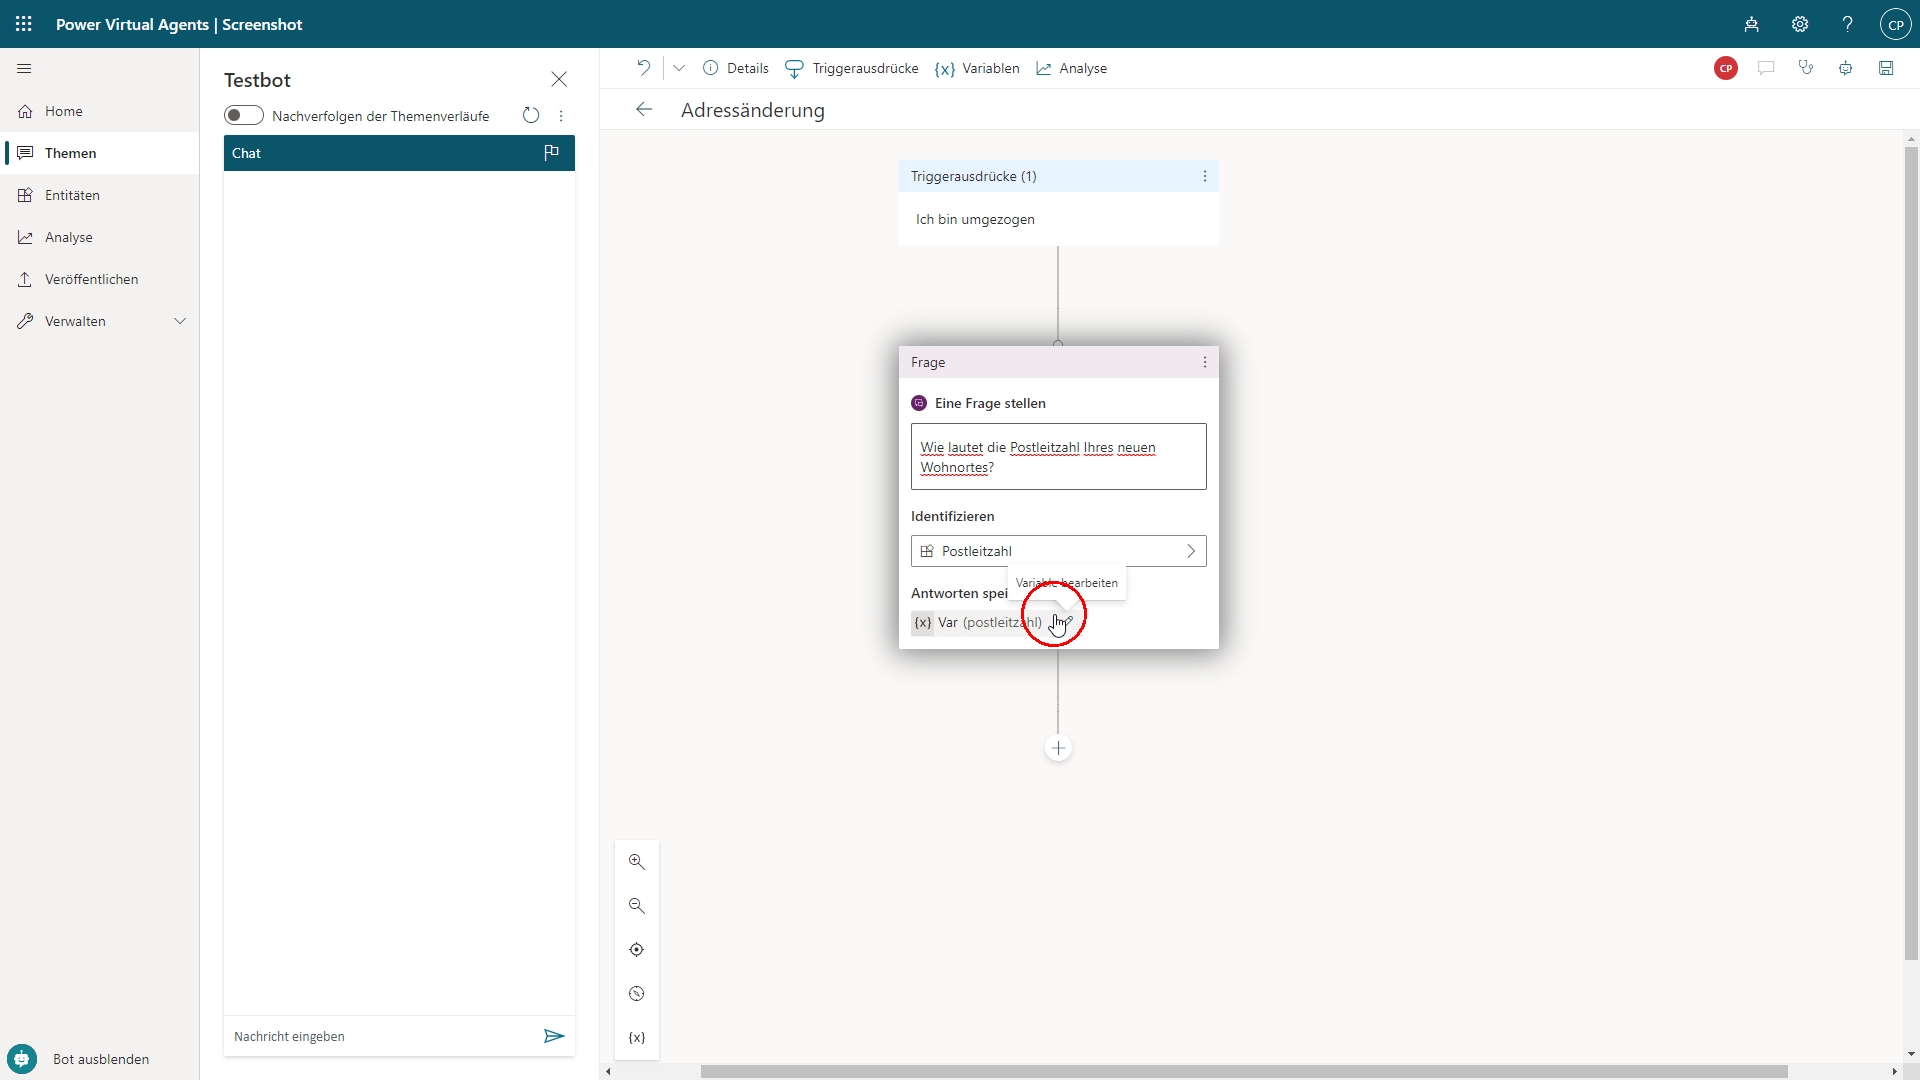 Power Virtual Agents | Screenshot
CP
Home
Themen
Entitäten
Analyse
Veröffentlichen
Verwalten
Bot ausblenden
Testbot
Nachverfolgen der Themenverläufe
Chat
Nachricht eingeben
Details
Triggerausdrücke
{x} Variablen
Analyse
CP
Adressänderung
Triggerausdrücke (1)
Ich bin umgezogen
Frage
Eine Frage stellen
Wie lautet die Postleitzahl Ihres neuen
Wohnortes?
Identifizieren
Postleitzahl
Variable bearbeiten
Antworten spei
{x} Var (postleitzahl)
{x}